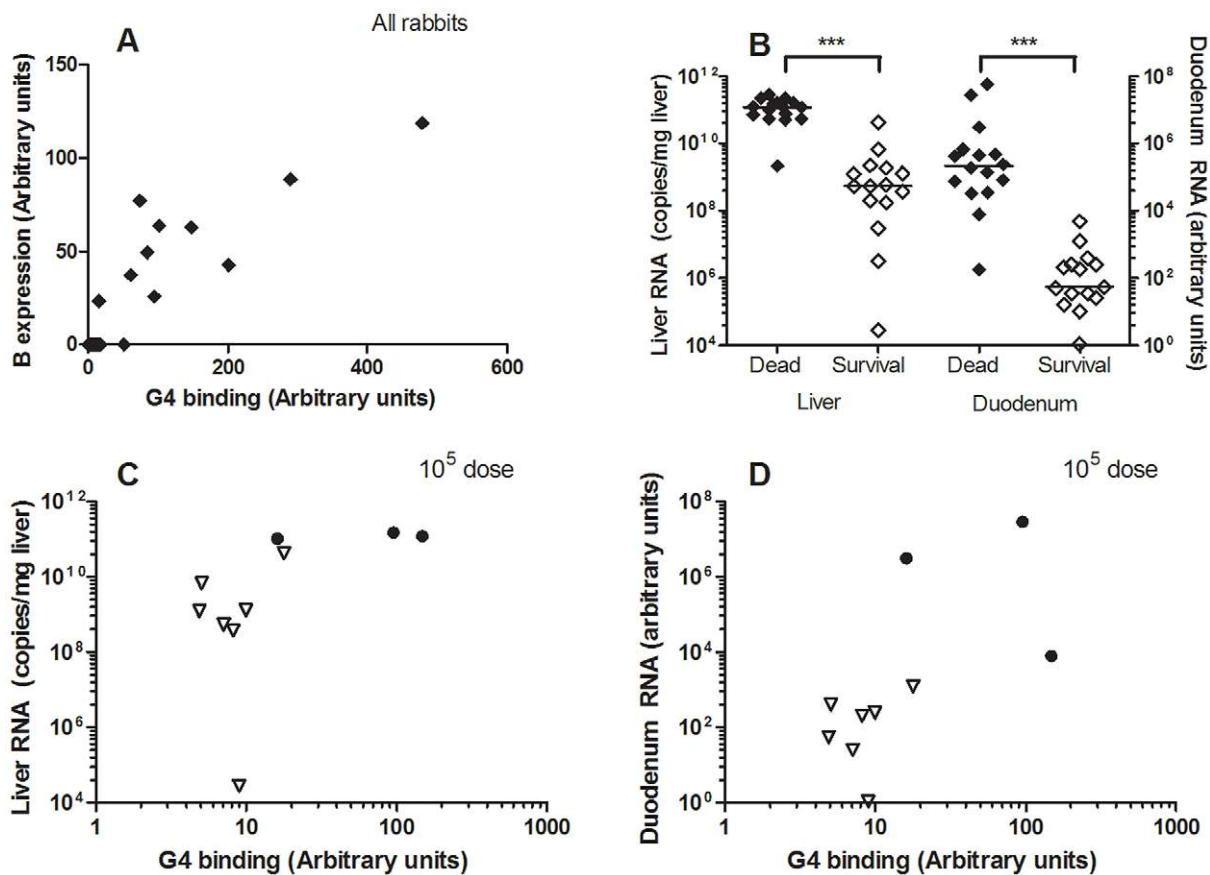 A
All rabbits
B expression (Arbitrary units)
150
100
50
0
0
200
400
600
G4 binding (Arbitrary units)
B
***
***
Liver RNA (copies/mg liver)
10^12
10^10
10^8
10^6
10^4
Duodenum RNA (arbitrary units)
10^8
10^6
10^4
10^2
10^0
Dead
Survival
Dead
Survival
Liver
Duodenum
C
10^5 dose
Liver RNA (copies/mg liver)
10^12
10^10
10^8
10^6
10^4
1
10
100
1000
G4 binding (Arbitrary units)
D
10^5 dose
Duodenum RNA (arbitrary units)
10^8
10^6
10^4
10^2
10^0
1
10
100
1000
G4 binding (Arbitrary units)